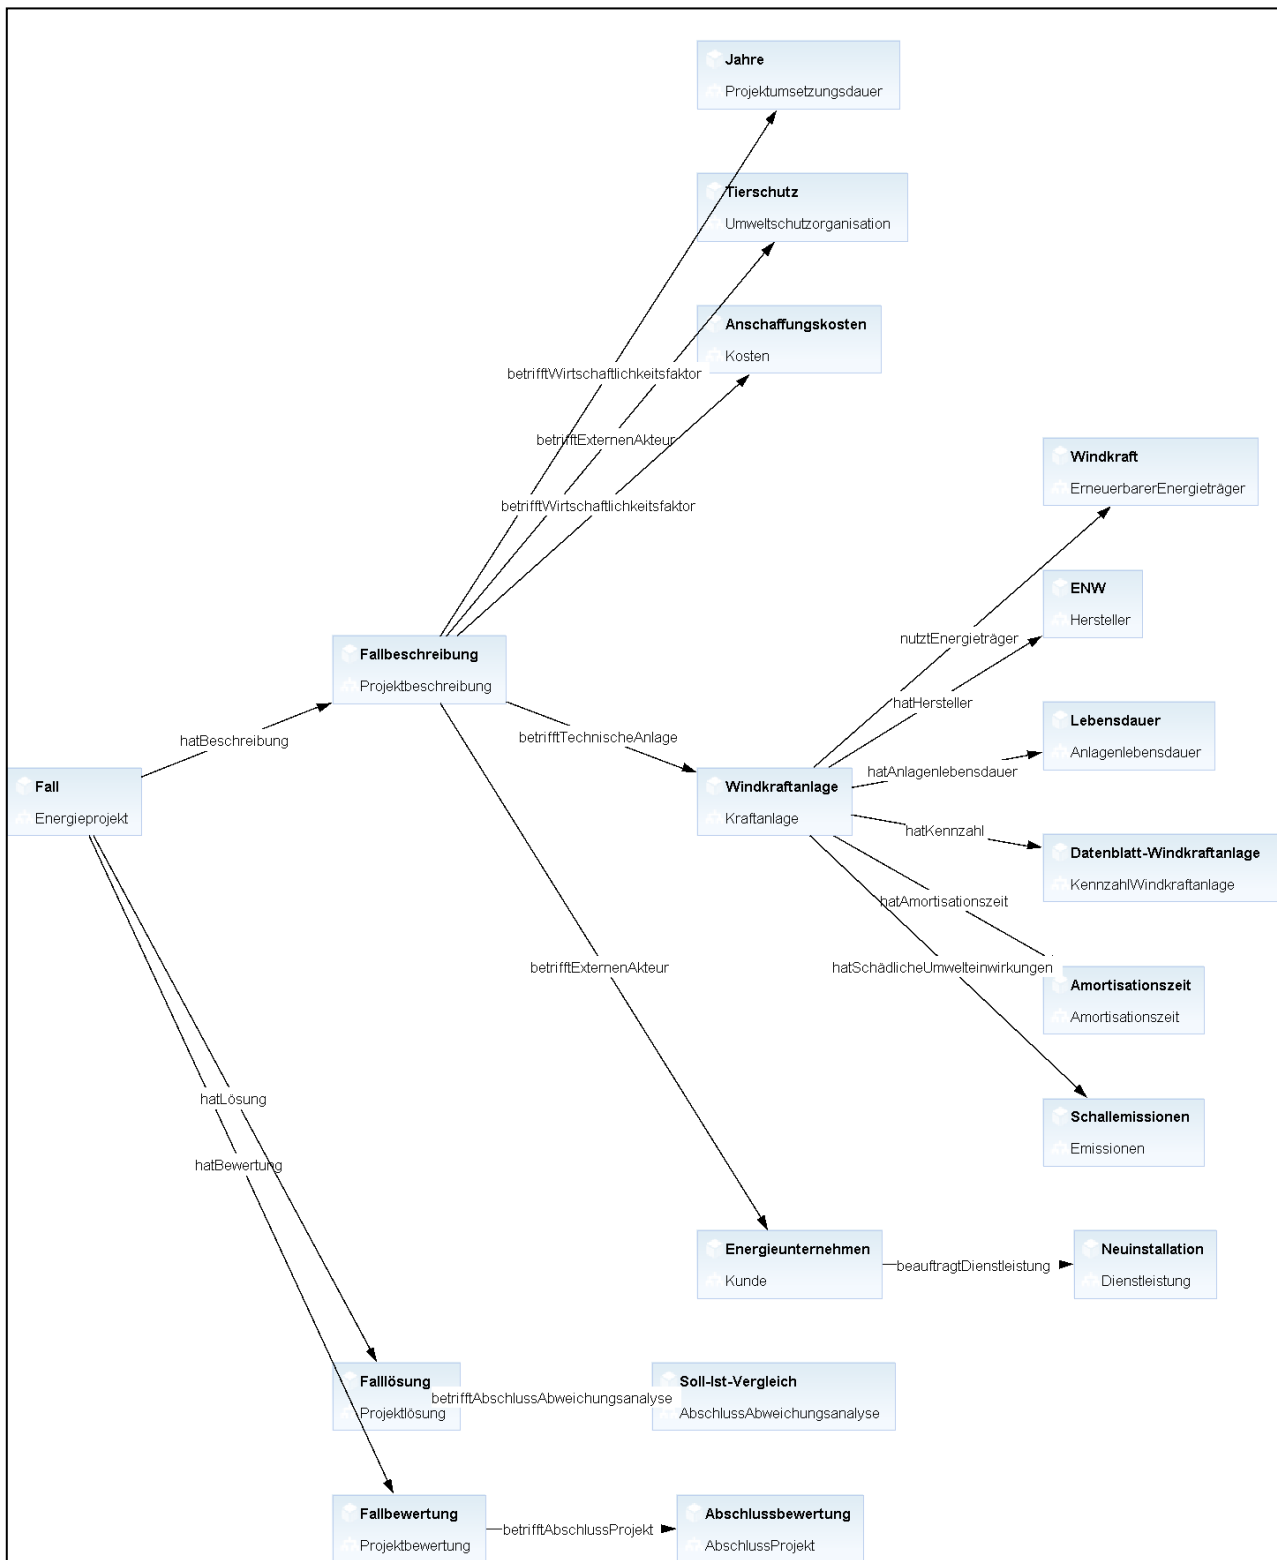 Jahre
Projektumsetzungsdauer
Tierschutz
Umweltschutzorganisation
Anschaffungskosten
Kosten
betrifftWirtschaftlichkeitsfaktor
betrifftExternenAkteur
betrifftWirtschaftlichkeitsfaktor
Windkraft
ErneuerbarerEnergieträger
ENW
Hersteller
nutztEnergieträger
Fallbeschreibung
Projektbeschreibung
hatHersteller
Lebensdauer
Anlagenlebensdauer
hatBeschreibung
betrifftTechnischeAnlage
hatAnlagenlebensdauer
Fall
Energieprojekt
Windkraftanlage
Kraftanlage
hatKennzahl
Datenblatt-Windkraftanlage
KennzahlWindkraftanlage
hatAmortisationszeit
betrifftExternenAkteur
hatSchädlicheUmwelteinwirkungen
Amortisationszeit
Amortisationszeit
hatLösung
Schallemissionen
Emissionen
hatBewertung
Energieunternehmen
Kunde
beauftragtDienstleistung
Neuinstallation
Dienstleistung
Falllösung
Projektlösung
betrifftAbschlussAbweichungsanalyse
Soll-Ist-Vergleich
AbschlussAbweichungsanalyse
Fallbewertung
Projektbewertung
betrifftAbschlussProjekt
Abschlussbewertung
AbschlussProjekt